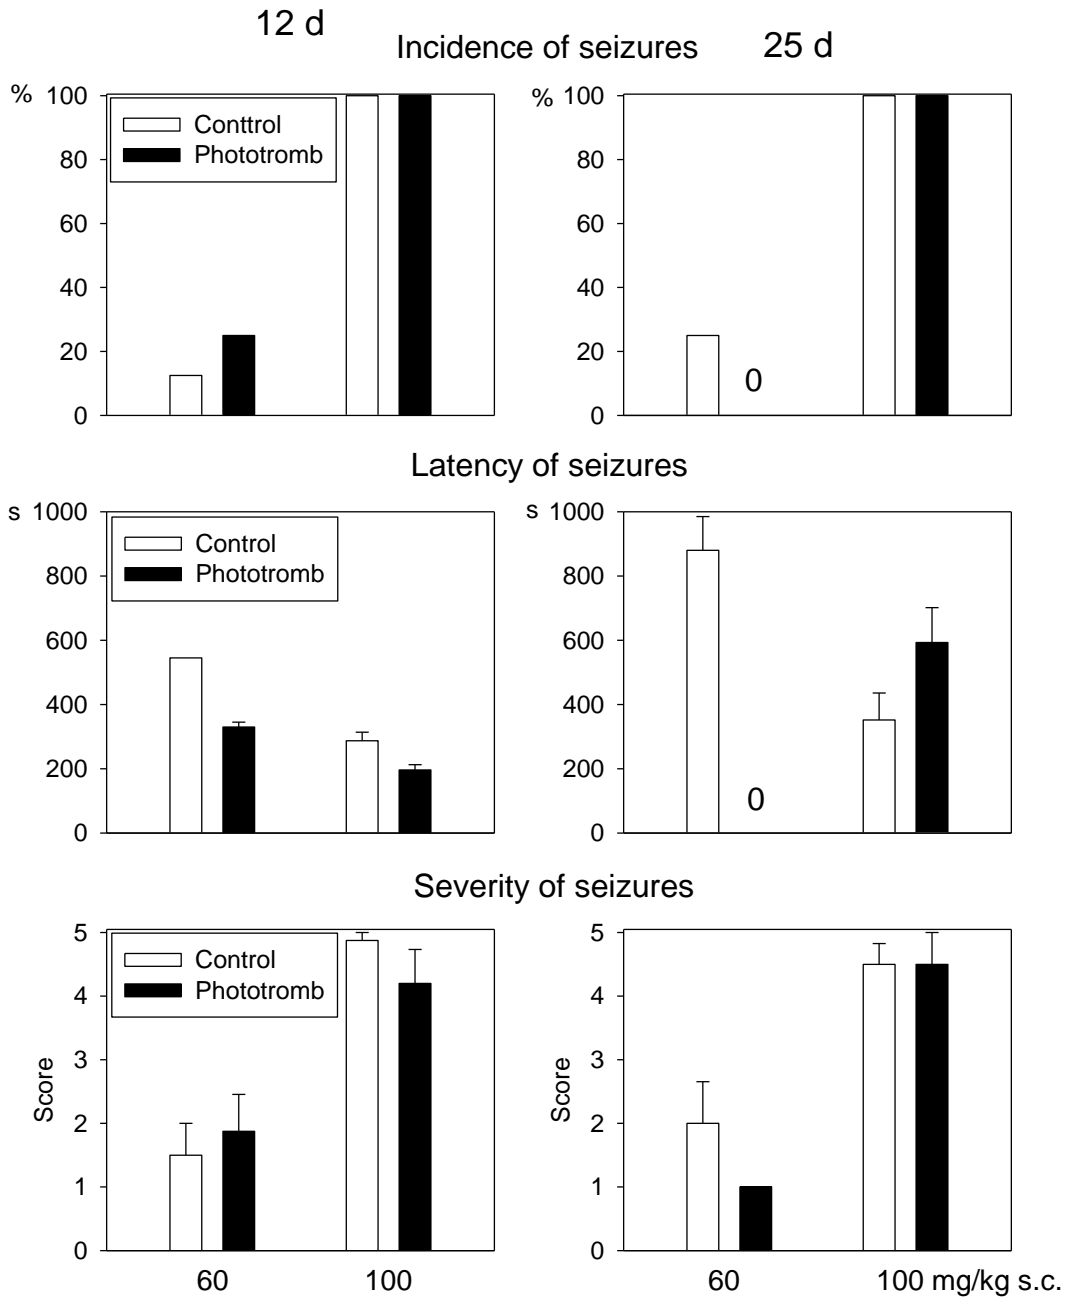 12 d
Incidence of seizures
25 d
%
100
80
60
40
20
0
Conttrol
Phototromb
%
100
80
60
40
20
0
0
Latency of seizures
s
1000
800
600
400
200
0
Control
Phototromb
s
1000
800
600
400
200
0
0
Severity of seizures
Score
5
4
3
2
1
0
Control
Phototromb
60
100
Score
5
4
3
2
1
0
60
100 mg/kg s.c.